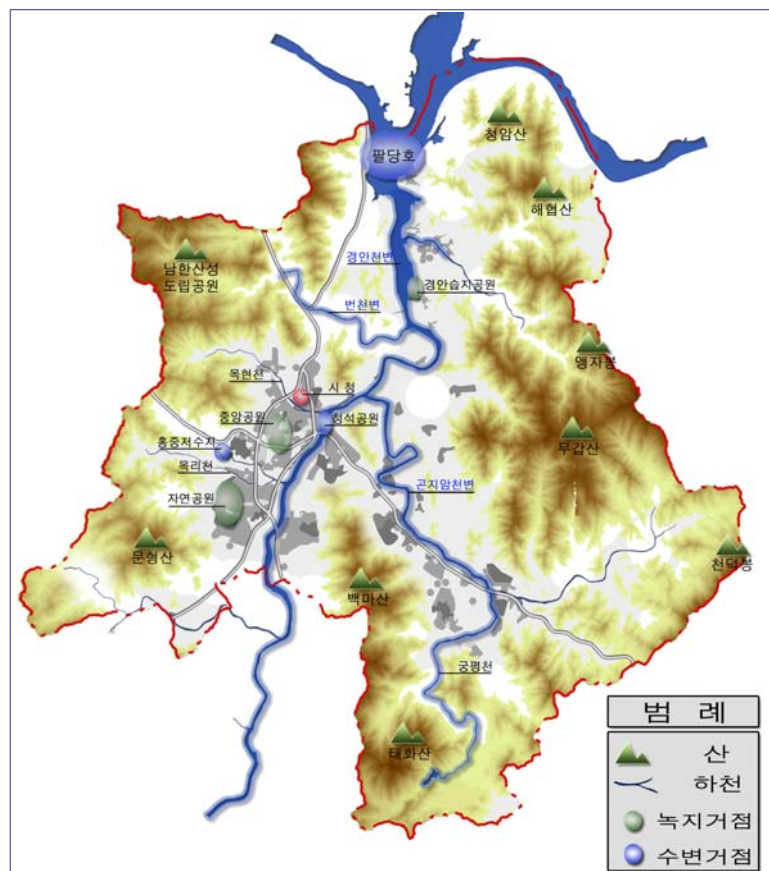 청암산
팔당호
해협산
남한산성
도립공원
경안천변
경안습지공원
번천변
앵자봉
목현천
시 청
중앙공원
청석공원
무갑산
홍중저수지
목리천
곤지암천변
자연공원
문형산
천덕봉
백마산
궁평천
태화산
범 례
산
하천
녹지거점
수변거점